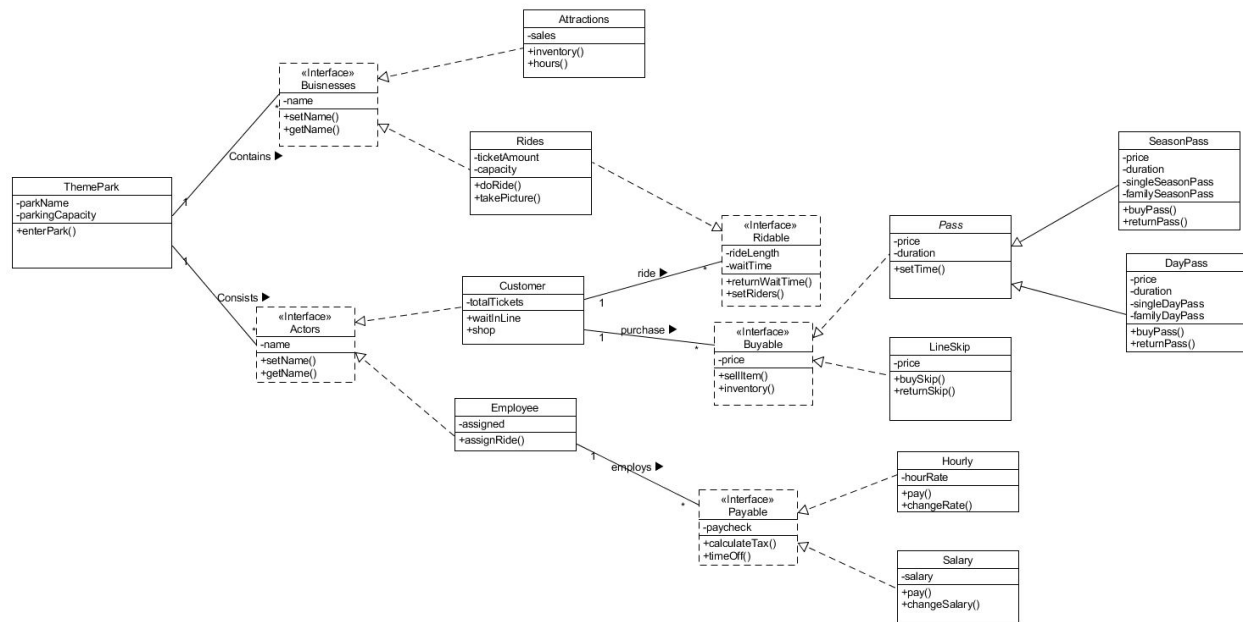 Attractions
-sales
+inventory()
+hours()
«Interface»
Buisnesses
-name
+setName()
+getName()
*
Contains ▶
1
Rides
-ticketAmount
-capacity
+doRide()
+takePicture()
ThemePark
-parkName
-parkingCapacity
+enterPark()
1
Consists ▶
*
«Interface»
Actors
-name
+setName()
+getName()
Customer
-totalTickets
+waitInLine
+shop
ride ▶
1
*
«Interface»
Ridable
-rideLength
-waitTime
+returnWaitTime()
+setRiders()
purchase ▶
1
*
«Interface»
Buyable
-price
+sellItem()
+inventory()
Pass
-price
-duration
+setTime()
SeasonPass
-price
-duration
-singleSeasonPass
-familySeasonPass
+buyPass()
+returnPass()
DayPass
-price
-duration
-singleDayPass
-familyDayPass
+buyPass()
+returnPass()
LineSkip
-price
+buySkip()
+returnSkip()
Employee
-assigned
+assignRide()
1
employs ▶
*
«Interface»
Payable
-paycheck
+calculateTax()
+timeOff()
Hourly
-hourRate
+pay()
+changeRate()
Salary
-salary
+pay()
+changeSalary()